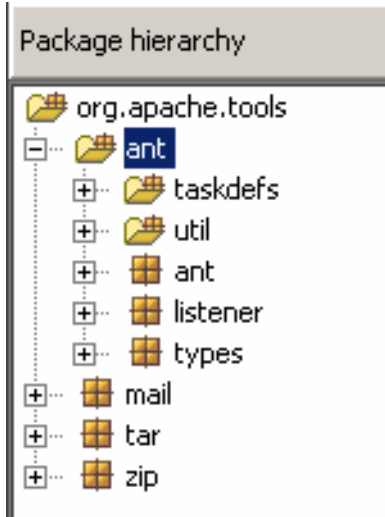 Package hierarchy
org.apache.tools
ant
taskdefs
util
ant
listener
types
mail
tar
zip